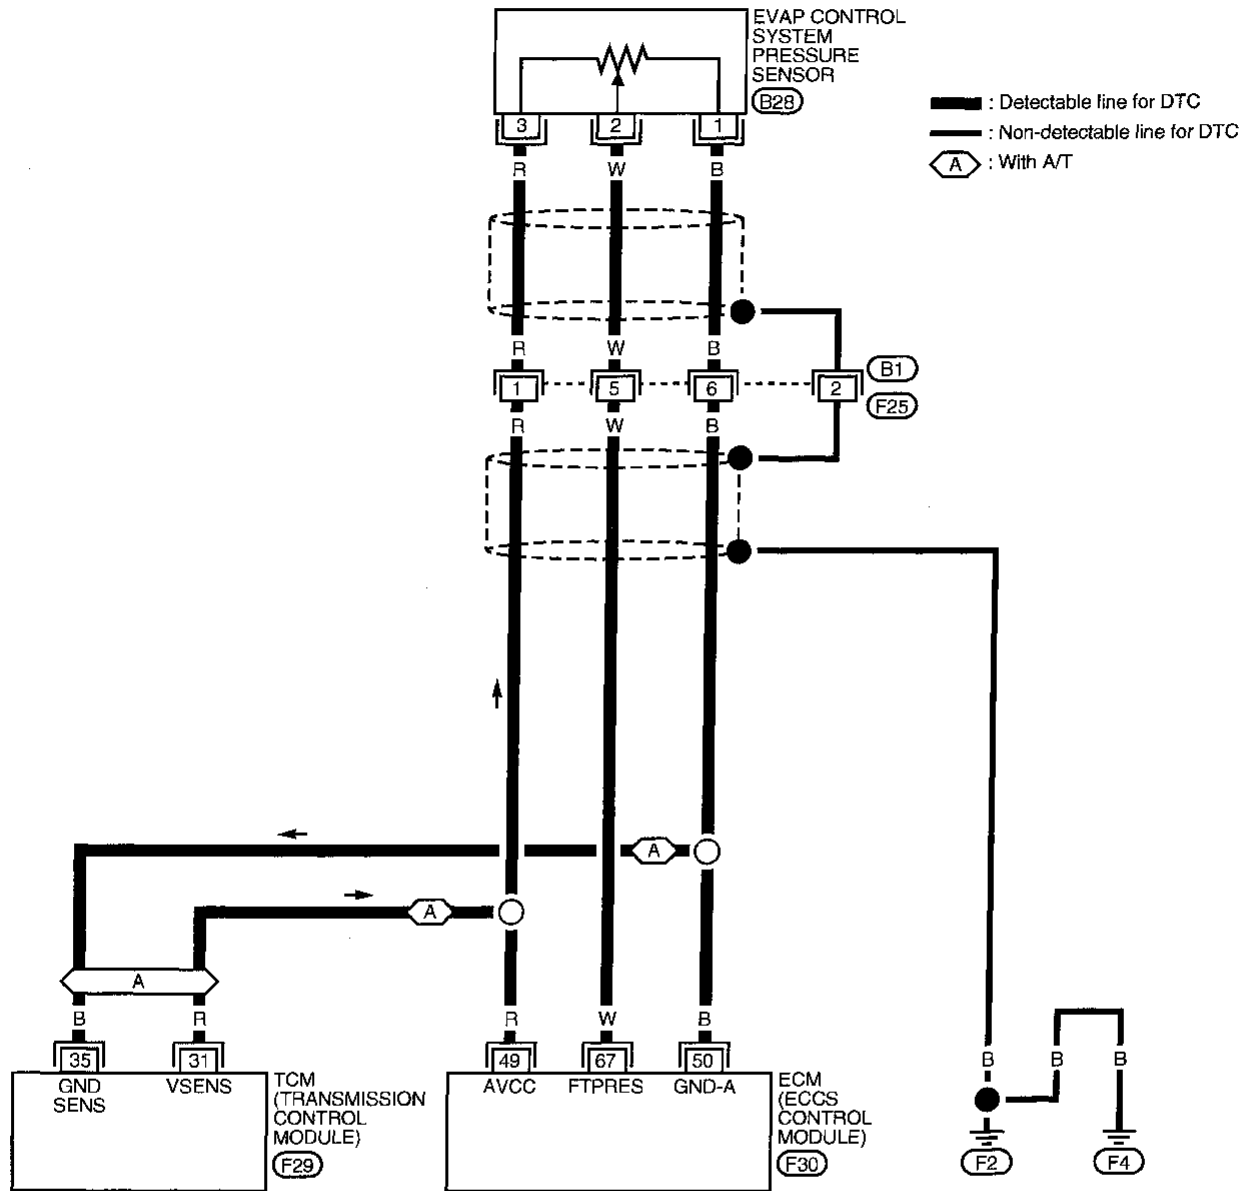 EVAP CONTROL
SYSTEM
PRESSURE
SENSOR
B28
3 2 1
R W B
: Detectable line for DTC
: Non-detectable line for DTC
A : With A/T
R W B
B1
1 5 6 2
F25
R W B
A
A
A
B R R W B B B B
35 31 49 67 50
GND
SENS
VSENS
TCM
(TRANSMISSION
CONTROL
MODULE)
F29
AVCC FTPRES GND-A
ECM
(ECCS
CONTROL
MODULE)
F30
F2 F4